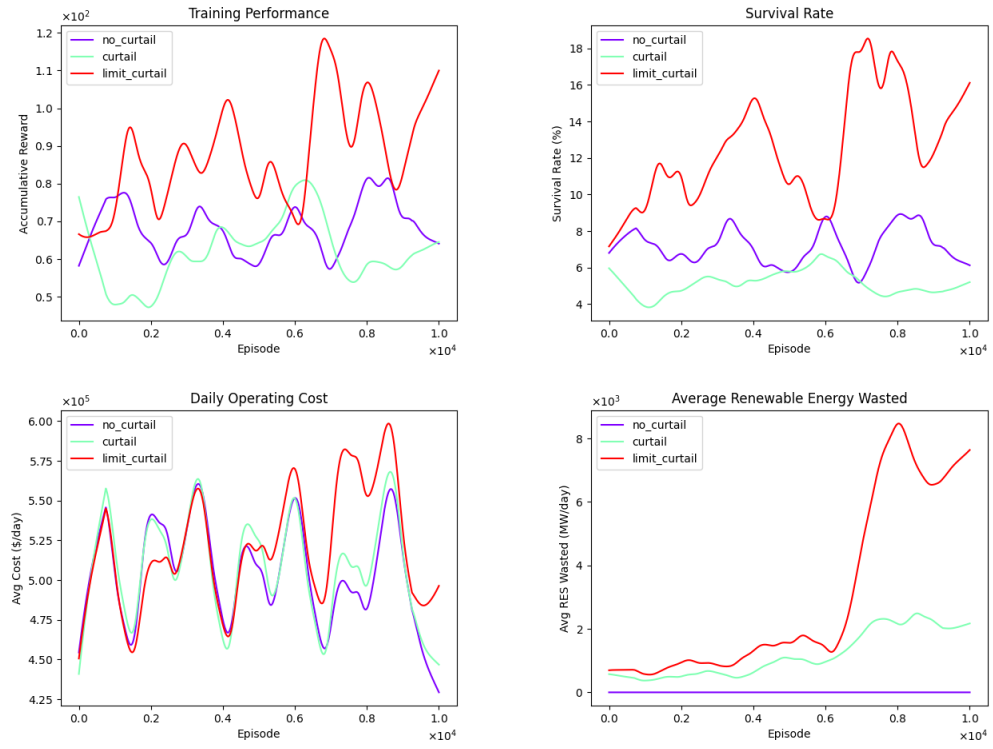 Training Performance
×10²
1.2
1.1
1.0
0.9
0.8
0.7
0.6
0.5
Accumulative Reward
no_curtail
curtail
limit_curtail
0.0
0.2
0.4
0.6
0.8
1.0
Episode
×10⁴
Survival Rate
18
16
14
12
10
8
6
4
Survival Rate (%)
no_curtail
curtail
limit_curtail
0.0
0.2
0.4
0.6
0.8
1.0
Episode
×10⁴
Daily Operating Cost
×10⁵
6.00
5.75
5.50
5.25
5.00
4.75
4.50
4.25
Avg Cost ($/day)
no_curtail
curtail
limit_curtail
0.0
0.2
0.4
0.6
0.8
1.0
Episode
×10⁴
Average Renewable Energy Wasted
×10³
8
6
4
2
0
Avg RES Wasted (MW/day)
no_curtail
curtail
limit_curtail
0.0
0.2
0.4
0.6
0.8
1.0
Episode
×10⁴